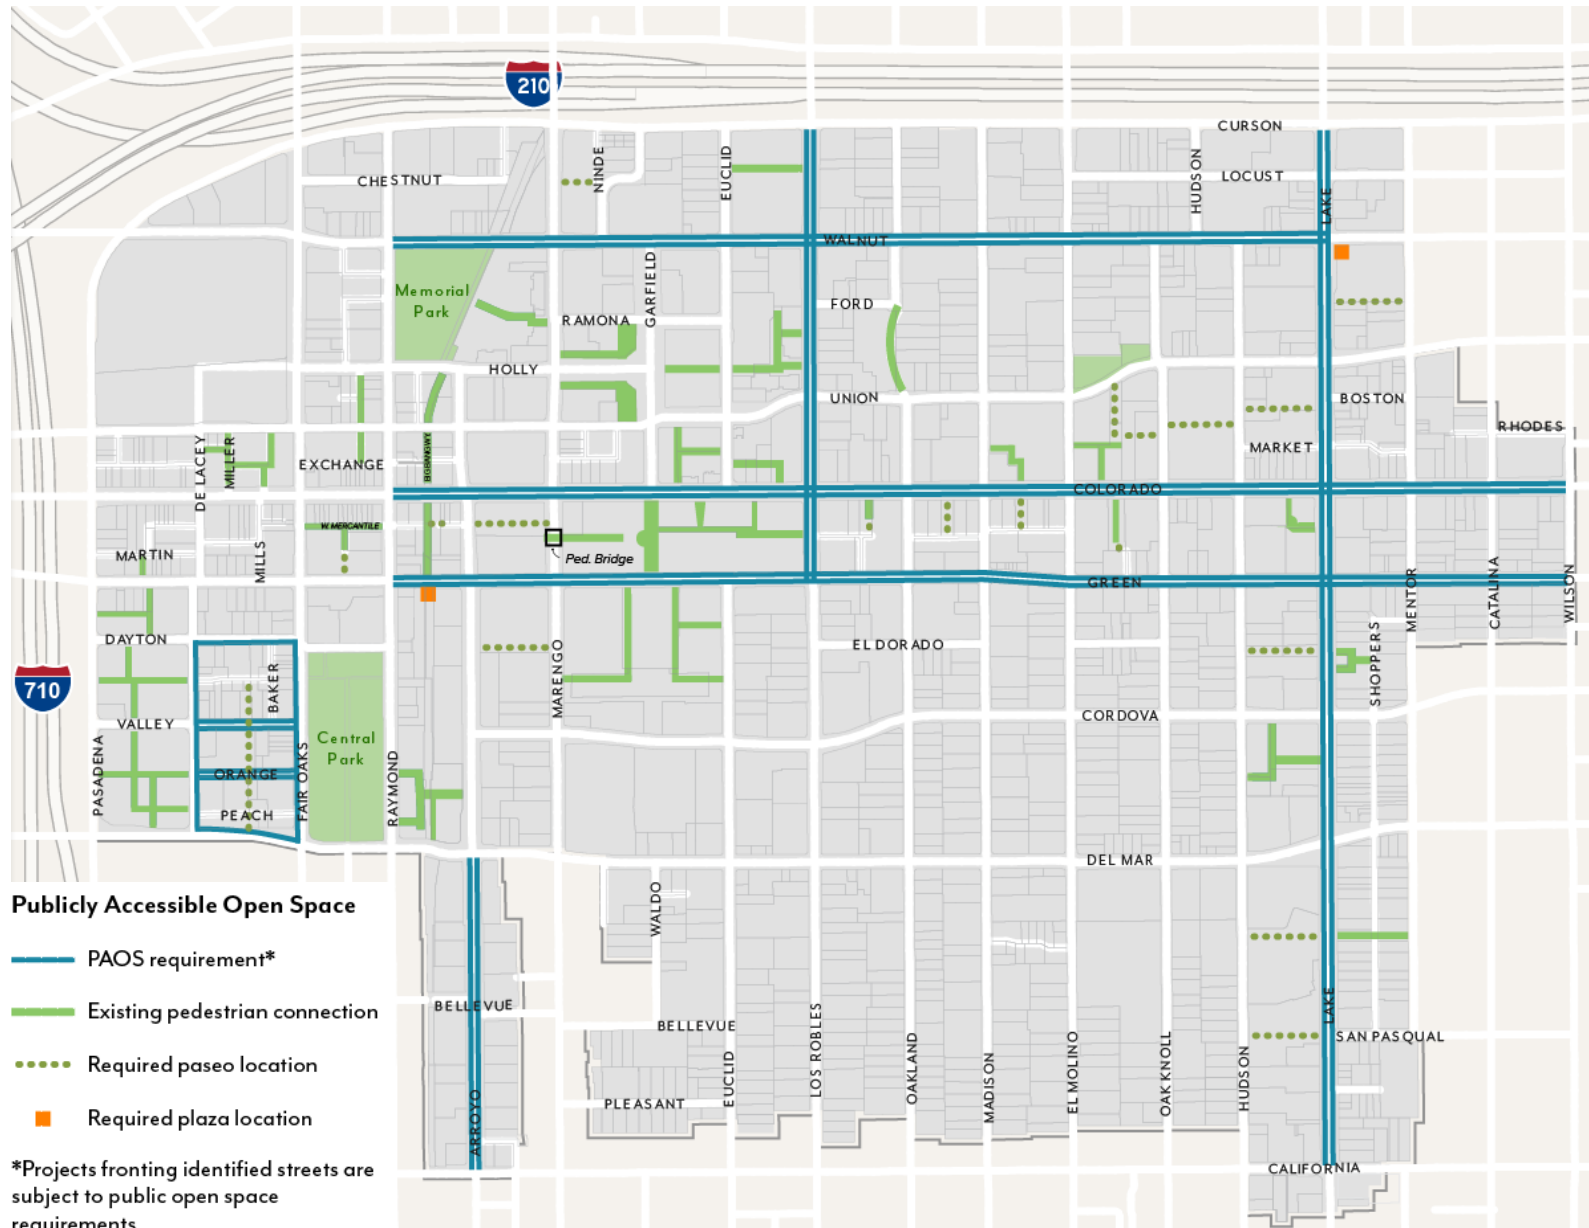 210
CURSON
CHESTNUT
NINDE
EUCLID
HUDSON
LOCUST
LAKE
WALNUT
Memorial
Park
GARFIELD
FORD
RAMONA
HOLLY
UNION
BOSTON
RHODES
DE LACEY
MILLER
EXCHANGE
BIG BANG WY
MARKET
COLORADO
W. MERCANTILE
MARTIN
MILLS
Ped. Bridge
GREEN
MENTOR
CATALINA
WILSON
DAYTON
EL DORADO
SHOPPERS
710
BAKER
MARENGO
VALLEY
CORDOVA
Central
Park
PASADENA
ORANGE
FAIR OAKS
RAYMOND
PEACH
DEL MAR
WALDO
Publicly Accessible Open Space
PAOS requirement*
Existing pedestrian connection
Required paseo location
Required plaza location
*Projects fronting identified streets are
subject to public open space
requirements
BELLEVUE
BELLEVUE
LAKE
SAN PASQUAL
ARROYO
PLEASANT
EUCLID
LOS ROBLES
OAKLAND
MADISON
EL MOLINO
OAK KNOLL
HUDSON
CALIFORNIA